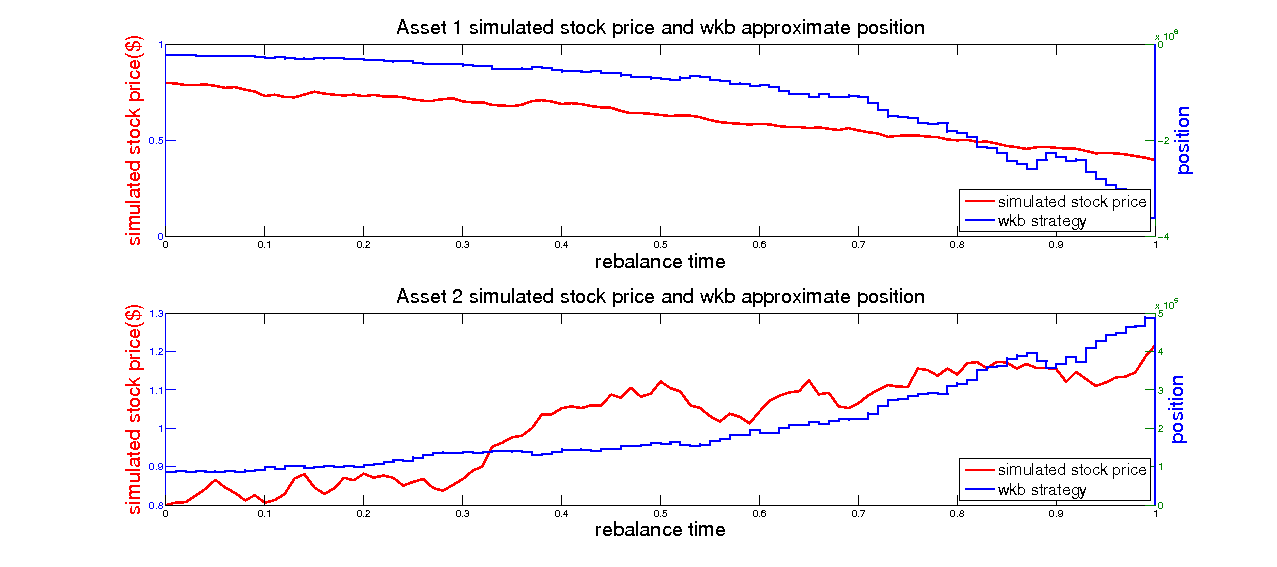 Asset 1 simulated stock price and wkb approximate position
x 10
simulated stock price($)
1
0.5
0
0
-2
-4
position
simulated stock price
wkb strategy
0 0.1 0.2 0.3 0.4 0.5 0.6 0.7 0.8 0.9 1
rebalance time
Asset 2 simulated stock price and wkb approximate position
x 10
simulated stock price($)
1.3
1.2
1.1
1
0.9
0.8
5
4
3
2
1
0
position
simulated stock price
wkb strategy
0 0.1 0.2 0.3 0.4 0.5 0.6 0.7 0.8 0.9 1
rebalance time